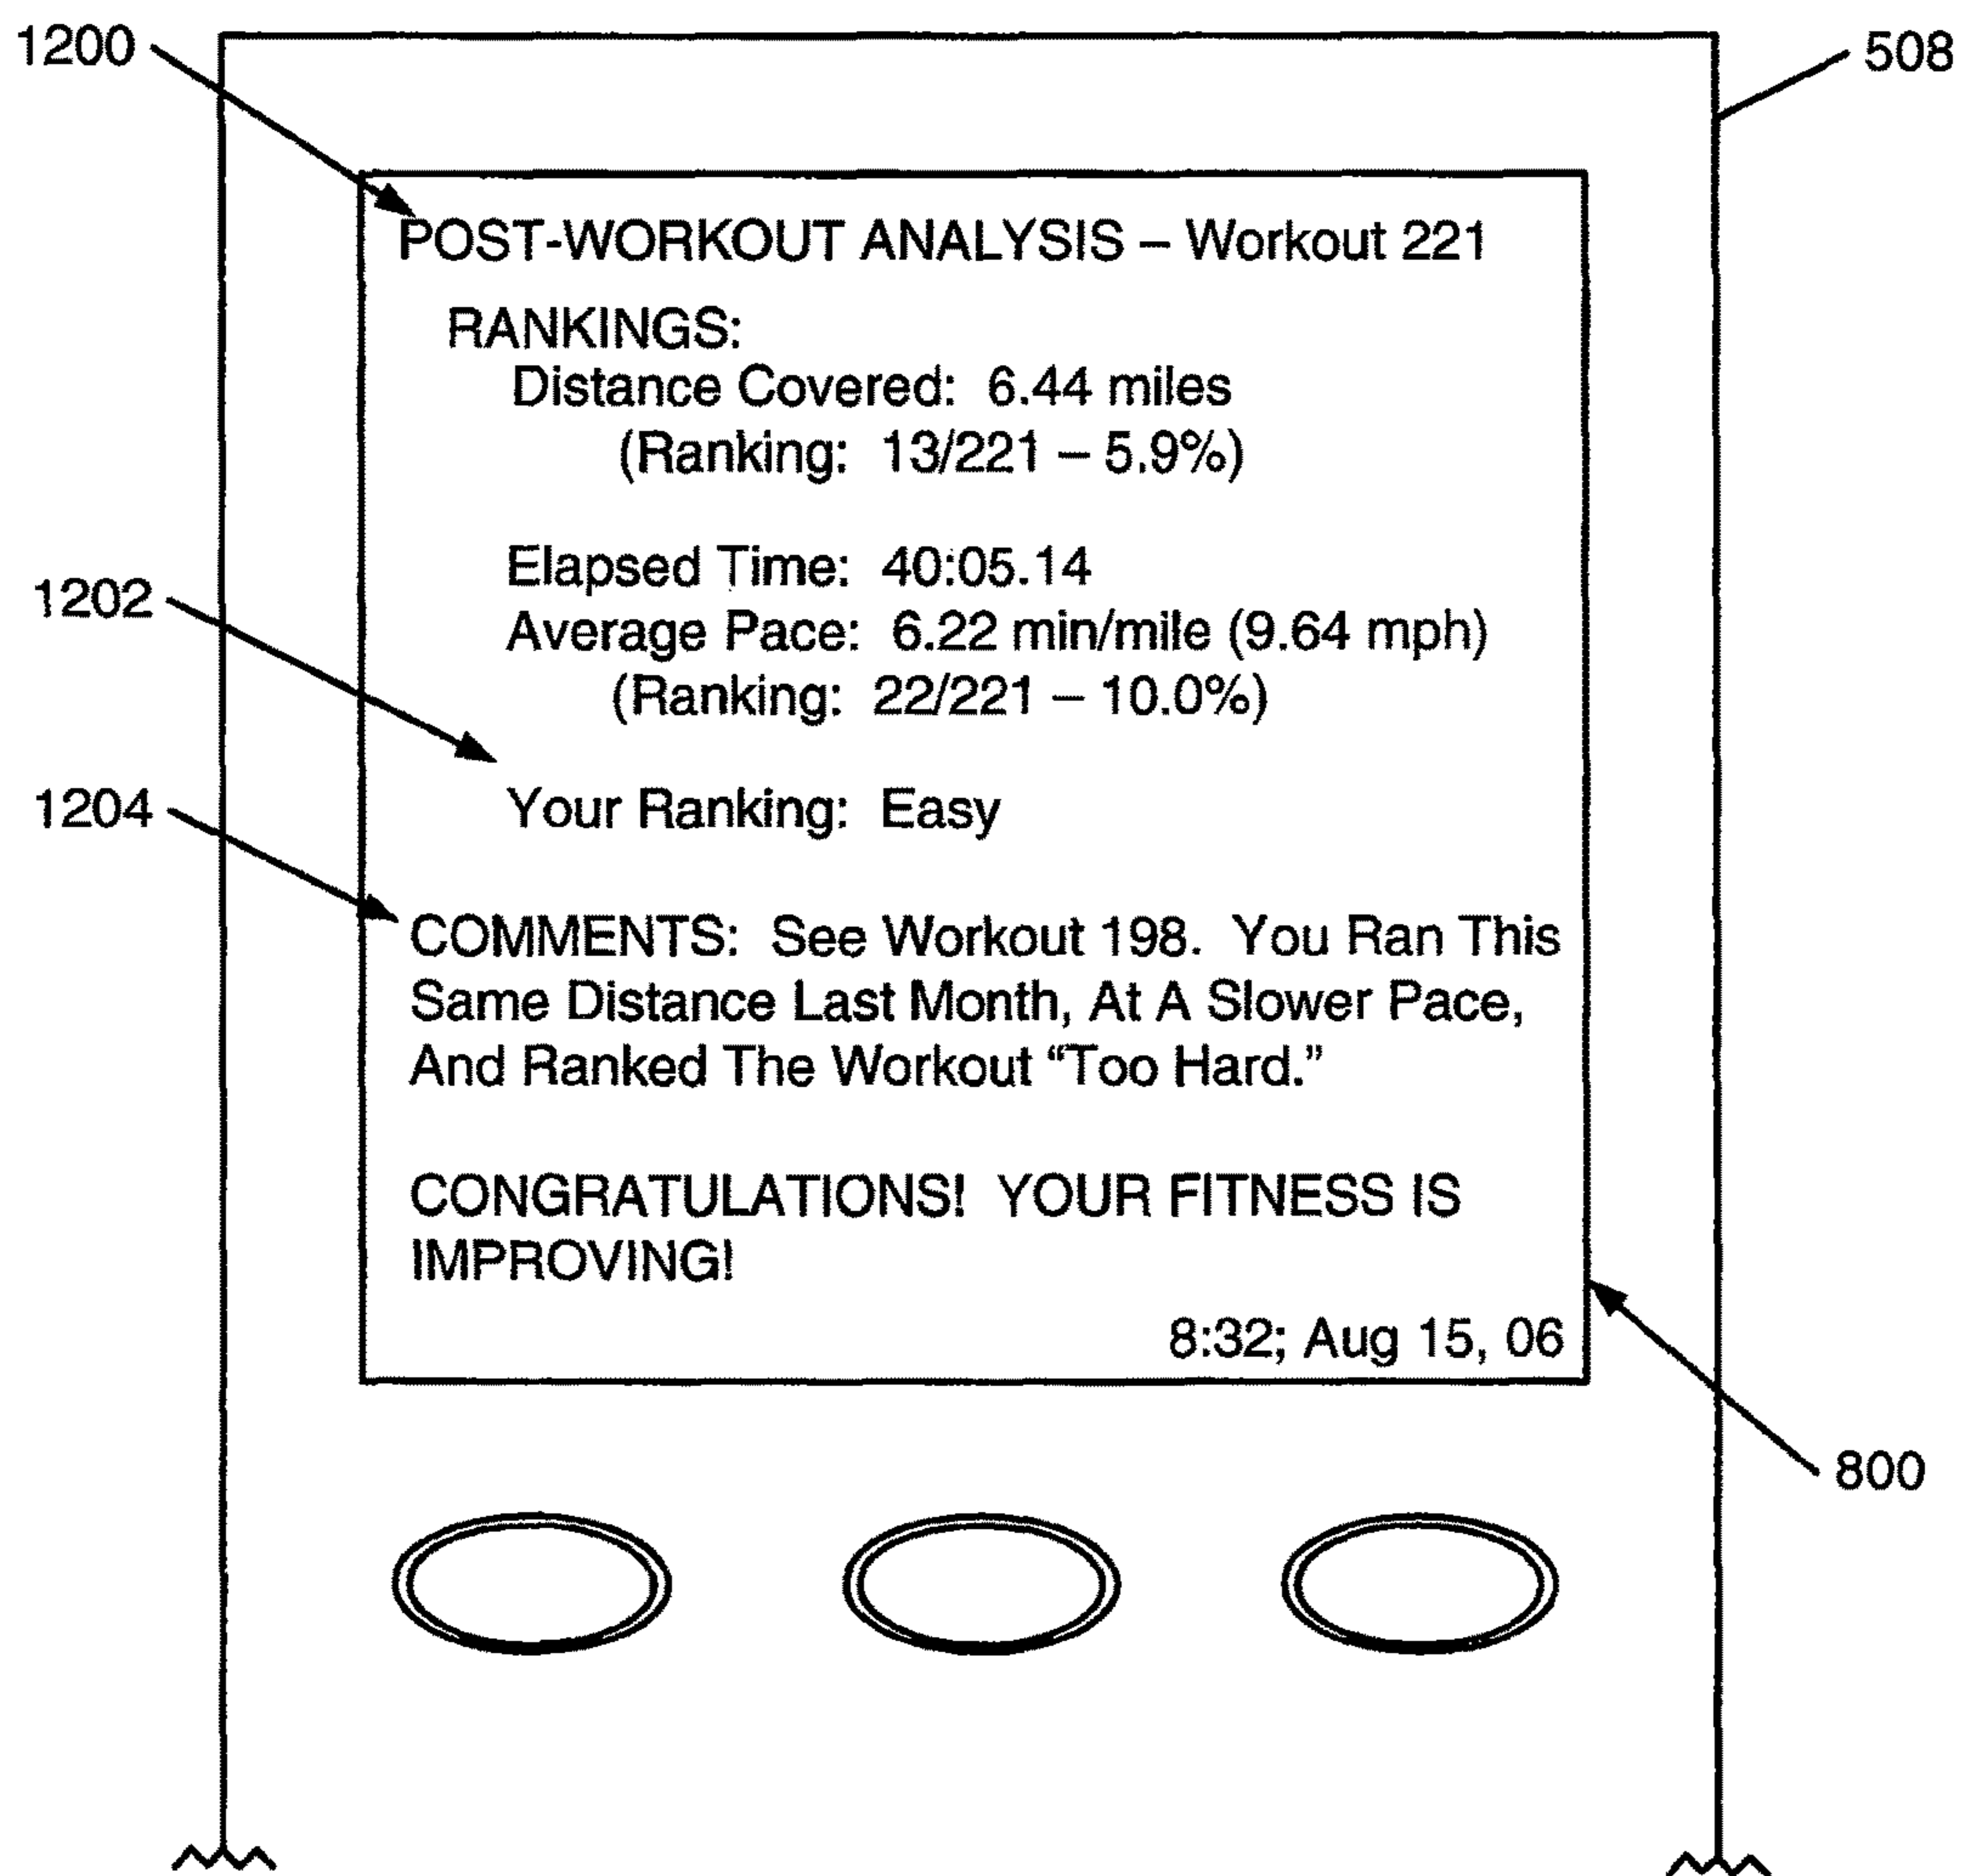 1200
508
POST-WORKOUT ANALYSIS – Workout 221
RANKINGS:
Distance Covered: 6.44 miles
(Ranking: 13/221 – 5.9%)
Elapsed Time: 40:05.14
1202
Average Pace: 6.22 min/mile (9.64 mph)
(Ranking: 22/221 – 10.0%)
1204
Your Ranking: Easy
COMMENTS: See Workout 198. You Ran This
Same Distance Last Month, At A Slower Pace,
And Ranked The Workout “Too Hard.”
CONGRATULATIONS! YOUR FITNESS IS
IMPROVING!
8:32; Aug 15, 06
800